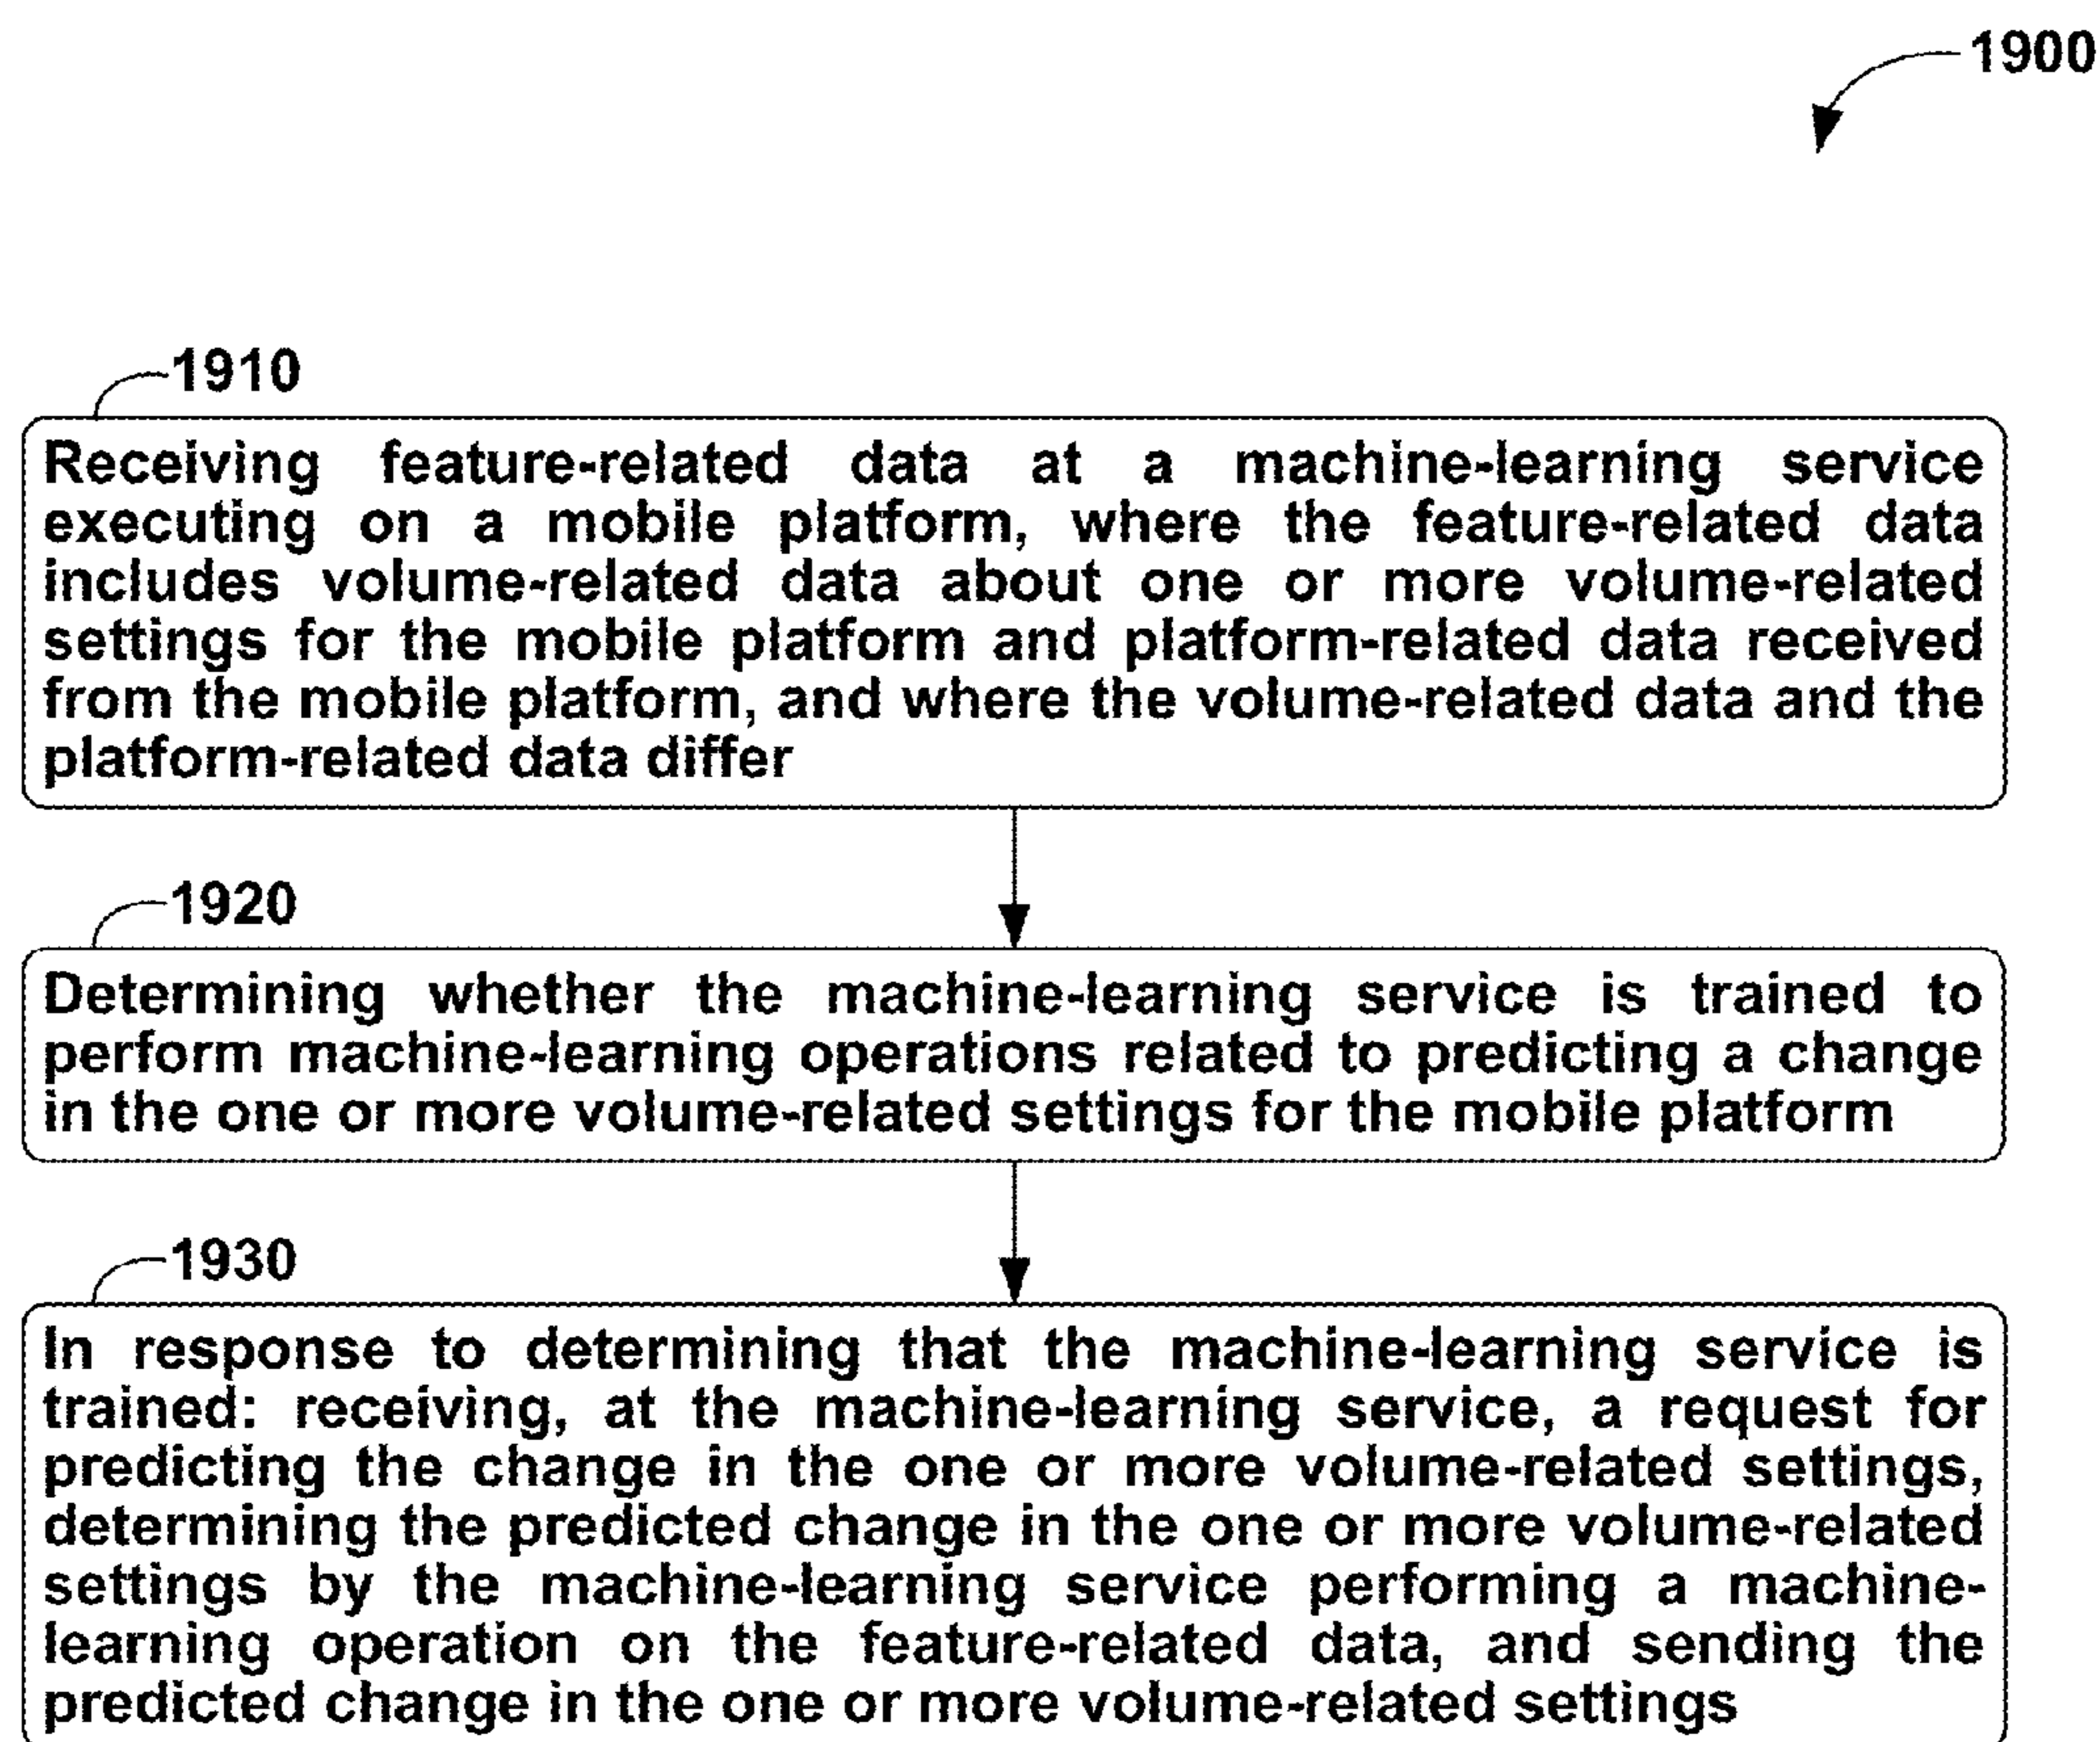 1900
1910
Receiving feature-related data at a machine-learning service
executing on a mobile platform, where the feature-related data
includes volume-related data about one or more volume-related
settings for the mobile platform and platform-related data received
from the mobile platform, and where the volume-related data and the
platform-related data differ
1920
Determining whether the machine-learning service is trained to
perform machine-learning operations related to predicting a change
in the one or more volume-related settings for the mobile platform
1930
In response to determining that the machine-learning service is
trained: receiving, at the machine-learning service, a request for
predicting the change in the one or more volume-related settings,
determining the predicted change in the one or more volume-related
settings by the machine-learning service performing a machine-
learning operation on the feature-related data, and sending the
predicted change in the one or more volume-related settings